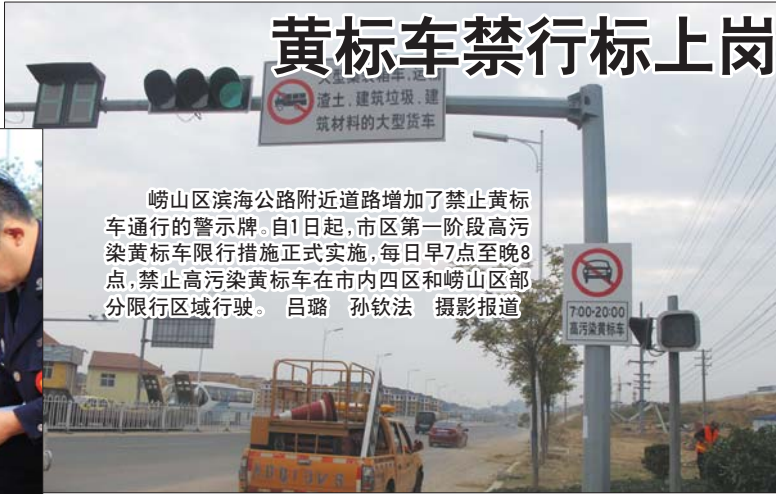 黄标车禁行标上岗
渣土、建筑垃圾、建
筑材料的大型货车
崂山区滨海公路附近道路增加了禁止黄标
车通行的警示牌。自1日起，市区第一阶段高污
染黄标车限行措施正式实施，每日早7点至晚8
点，禁止高污染黄标车在市内四区和崂山区部
分限行区域行驶。 吕璐 孙钦法 摄影报道
7:00-20:00
高污染黄标车